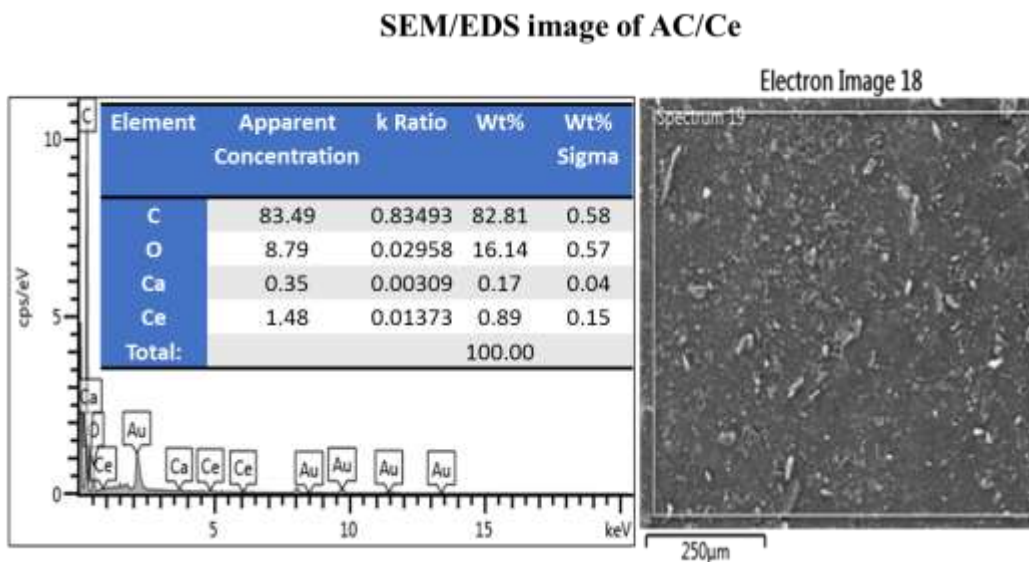 SEM/EDS image of AC/Ce
Electron Image 18
Spectrum 19
Element Apparent Concentration k Ratio Wt% Wt% Sigma
C 83.49 0.83493 82.81 0.58
O 8.79 0.02958 16.14 0.57
Ca 0.35 0.00309 0.17 0.04
Ce 1.48 0.01373 0.89 0.15
Total: 100.00
cps/eV
10
5
0
C
Ca
O
Ce
Au
Ca
Ce
Ce
Au
Au
Au
Au
5 10 15 keV
250µm